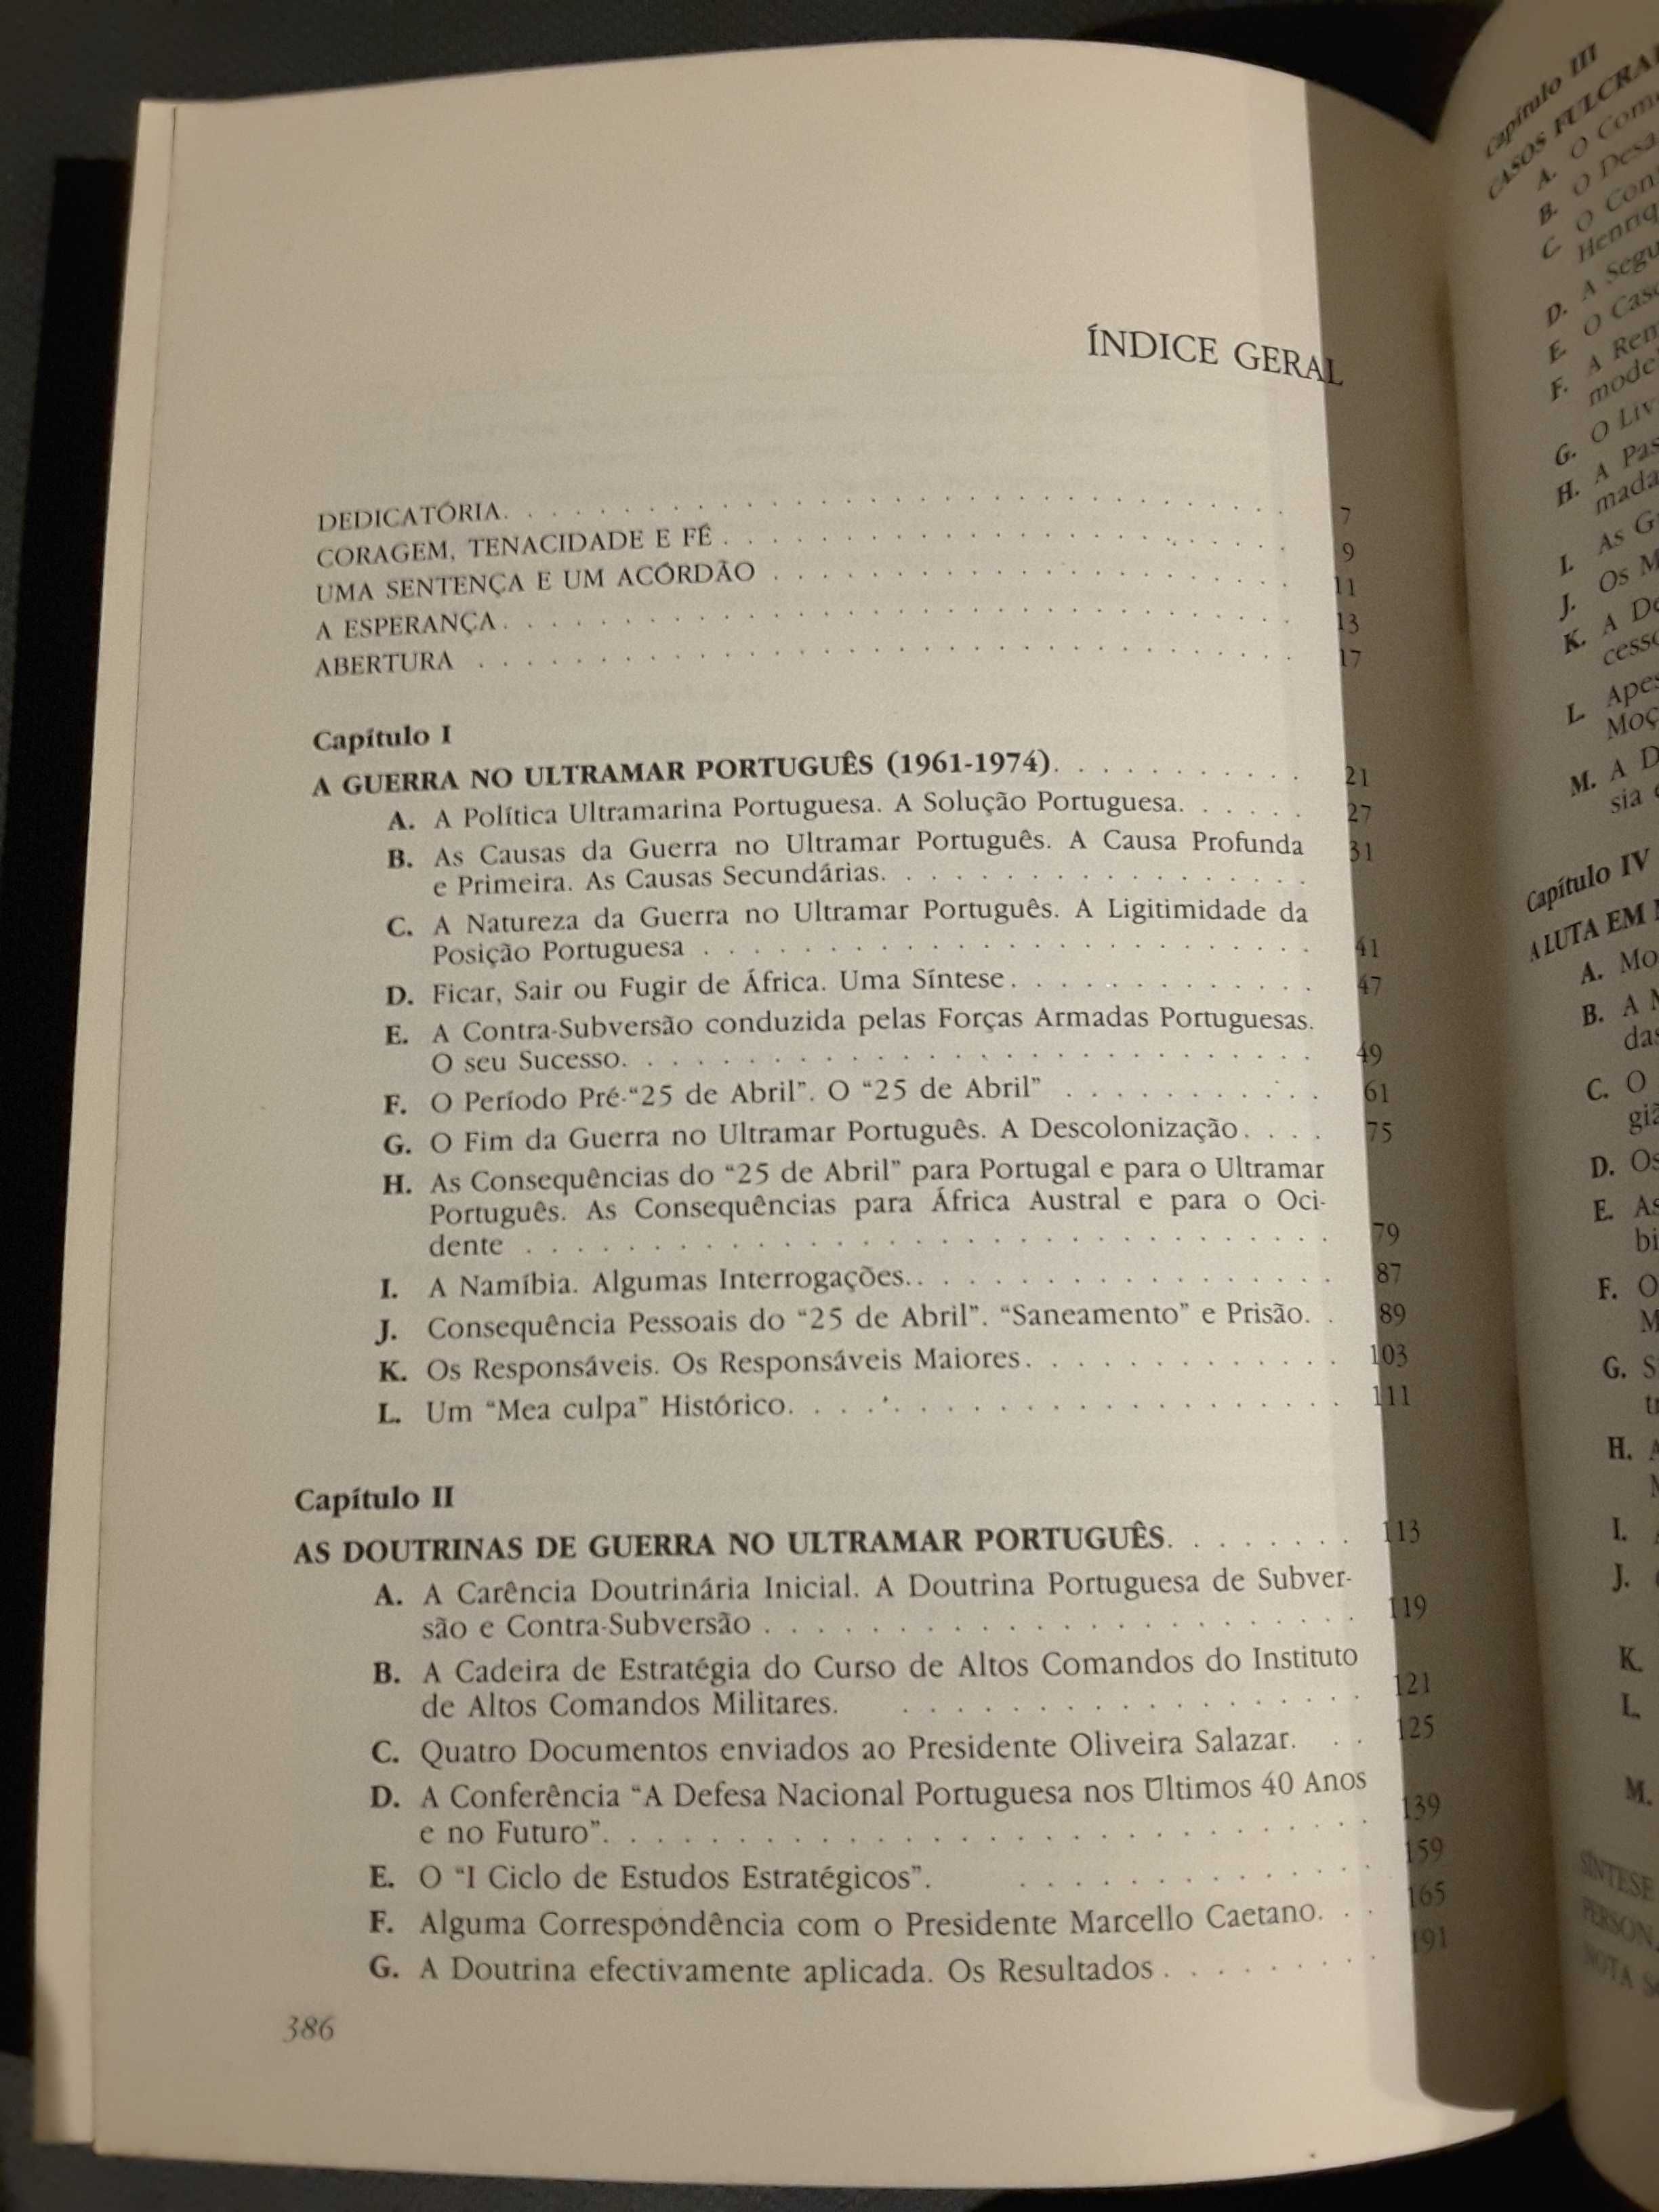 ÍNDICE GERAL
DEDICATÓRIA. . . . . . . . . . . . . . . . . . . . . . . . . . . . . . . . 7
CORAGEM, TENACIDADE E FÉ . . . . . . . . . . . . . . . . . . . . . . . 9
UMA SENTENÇA E UM ACÓRDÃO . . . . . . . . . . . . . . . . . . . . . . 11
A ESPERANÇA. . . . . . . . . . . . . . . . . . . . . . . . . . . . . . . . 13
ABERTURA . . . . . . . . . . . . . . . . . . . . . . . . . . . . . . . . . 17
Capítulo I
A GUERRA NO ULTRAMAR PORTUGUÊS (1961-1974). . . . . . . . . . . 21
A. A Política Ultramarina Portuguesa. A Solução Portuguesa. . . . . . 27
B. As Causas da Guerra no Ultramar Português. A Causa Profunda 31
e Primeira. As Causas Secundárias. . . . . . . . . . . . . . . . . .
C. A Natureza da Guerra no Ultramar Português. A Ligitimidade da
Posição Portuguesa . . . . . . . . . . . . . . . . . . . . . . . . 41
D. Ficar, Sair ou Fugir de África. Uma Síntese. . . . . . . . . . . . . 47
E. A Contra-Subversão conduzida pelas Forças Armadas Portuguesas.
O seu Sucesso. . . . . . . . . . . . . . . . . . . . . . . . . . . . 49
F. O Período Pré-“25 de Abril”. O “25 de Abril” . . . . . . . . . . . 61
G. O Fim da Guerra no Ultramar Português. A Descolonização. . . . 75
H. As Consequências do “25 de Abril” para Portugal e para o Ultramar
Português. As Consequências para África Austral e para o Oci-
dente . . . . . . . . . . . . . . . . . . . . . . . . . . . . . . . . 79
I. A Namíbia. Algumas Interrogações. . . . . . . . . . . . . . . . . . 87
J. Consequência Pessoais do “25 de Abril”. “Saneamento” e Prisão. . 89
K. Os Responsáveis. Os Responsáveis Maiores. . . . . . . . . . . . . 103
L. Um “Mea culpa” Histórico. . . . . . . . . . . . . . . . . . . . . . 111
Capítulo II
AS DOUTRINAS DE GUERRA NO ULTRAMAR PORTUGUÊS. . . . . . . . 113
A. A Carência Doutrinária Inicial. A Doutrina Portuguesa de Subver-
são e Contra-Subversão . . . . . . . . . . . . . . . . . . . . . . 119
B. A Cadeira de Estratégia do Curso de Altos Comandos do Instituto
de Altos Comandos Militares. . . . . . . . . . . . . . . . . . . 121
C. Quatro Documentos enviados ao Presidente Oliveira Salazar. . . 125
D. A Conferência “A Defesa Nacional Portuguesa nos Últimos 40 Anos
e no Futuro”. . . . . . . . . . . . . . . . . . . . . . . . . . . . . 139
E. O “I Ciclo de Estudos Estratégicos”. . . . . . . . . . . . . . 159
F. Alguma Correspondência com o Presidente Marcello Caetano. . . 165
G. A Doutrina efectivamente aplicada. Os Resultados . . . . . . . . 191
386
Capítulo III
CASOS
A. O
B. O
C. O
D. A
E. O
F. A
G. O
H. A
I. As
J. Os
K. A
L.
M. A
Capítulo IV
A LUTA EM
A.
B. A
C. O
D. Os
E. As
F. O
G.
H.
I.
J.
K.
L.
M.
SÍNTESE